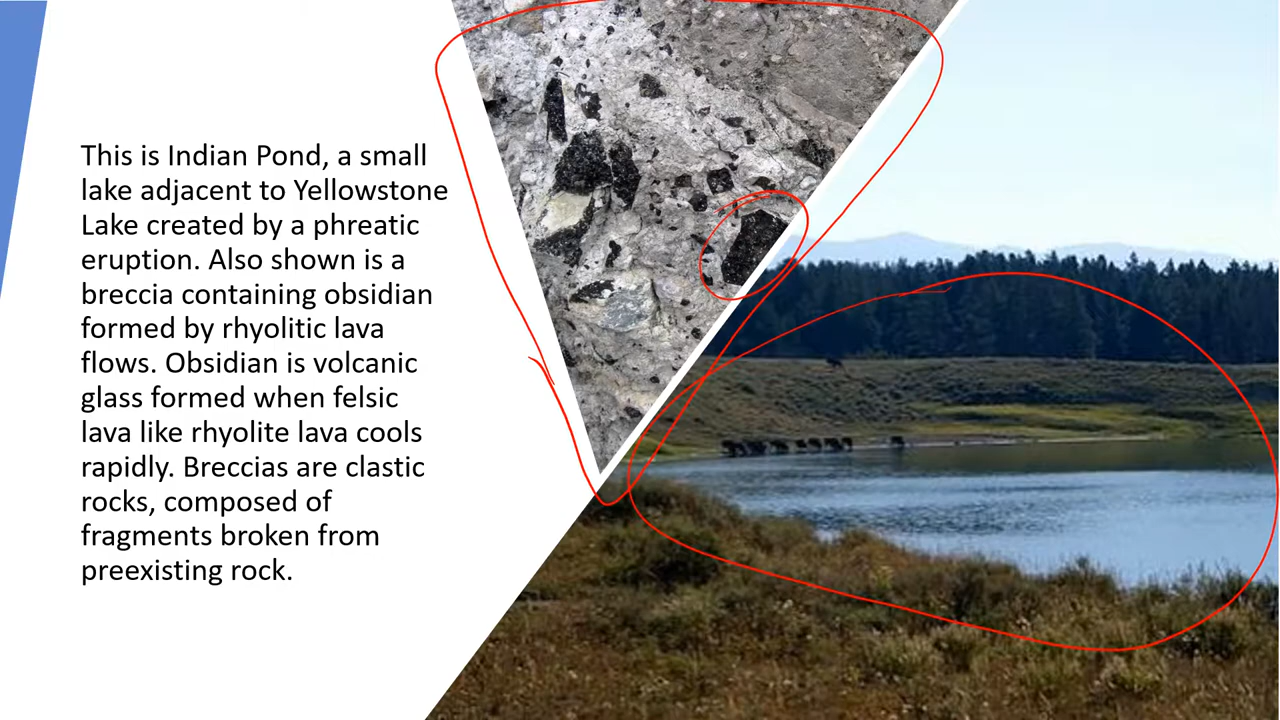 This is Indian Pond, a small
lake adjacent to Yellowstone
Lake created by a phreatic
eruption. Also shown is a
breccia containing obsidian
formed by rhyolitic lava
flows. Obsidian is volcanic
glass formed when felsic
lava like rhyolite lava cools
rapidly. Breccias are clastic
rocks, composed of
fragments broken from
preexisting rock.